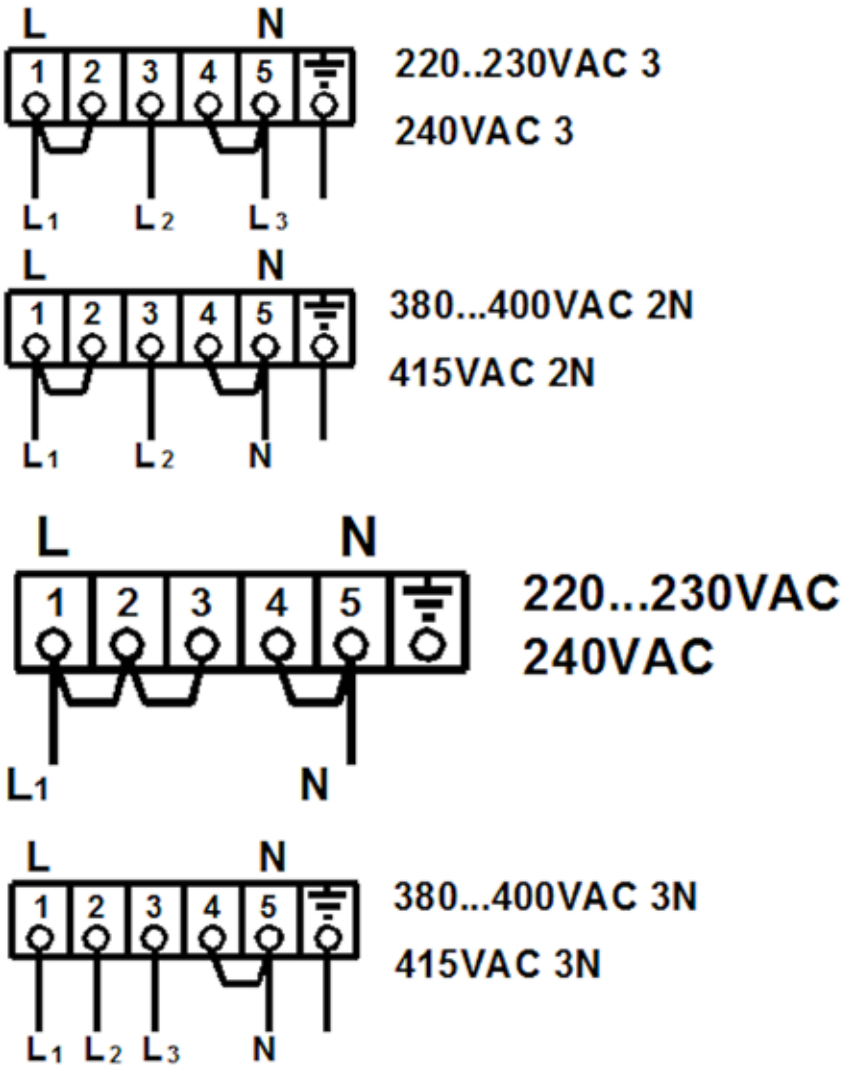 L N
1 2 3 4 5
220..230VAC 3
240VAC 3
L1 L2 L3
L N
1 2 3 4 5
380...400VAC 2N
415VAC 2N
L1 L2 N
L N
1 2 3 4 5
220...230VAC
240VAC
L1 N
L N
1 2 3 4 5
380...400VAC 3N
415VAC 3N
L1 L2 L3 N